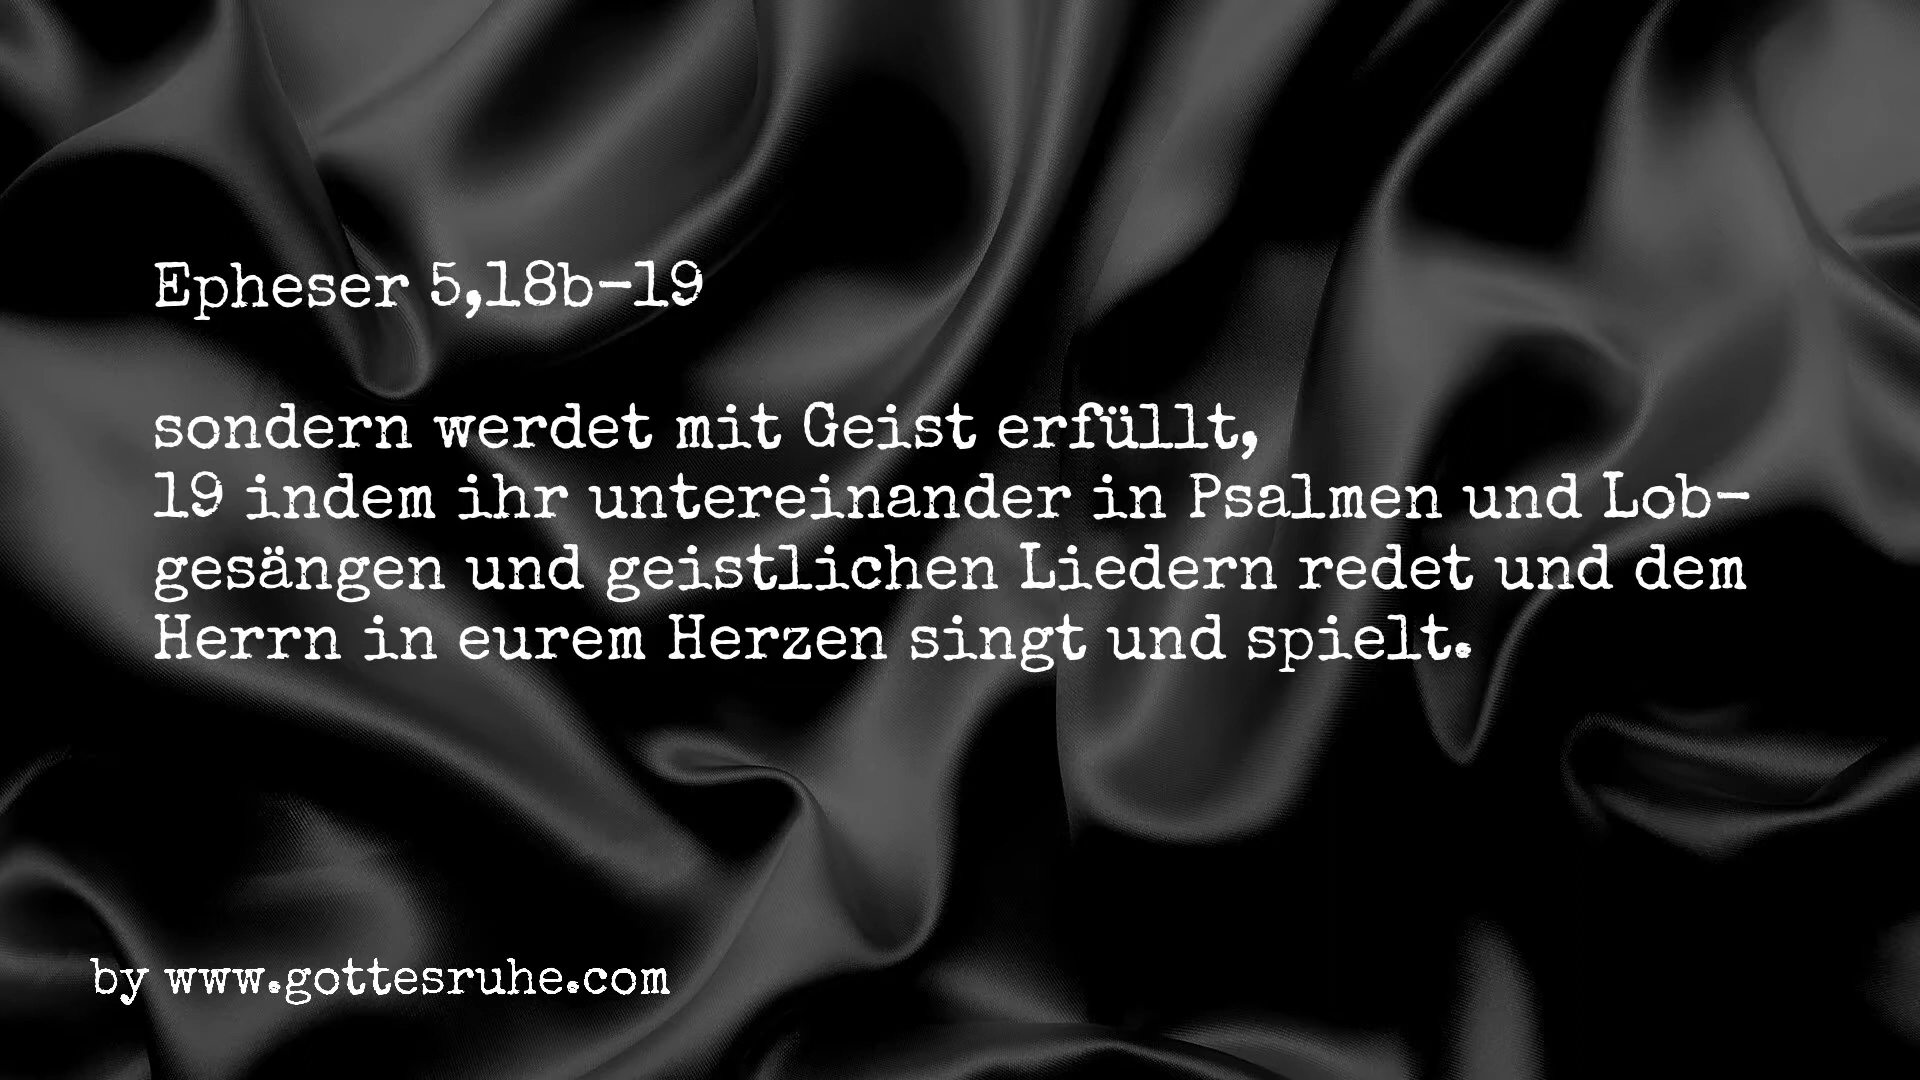 Epheser 5,18b-19
sondern werdet mit Geist erfüllt,
19 indem ihr untereinander in Psalmen und Lob-
gesängen und geistlichen Liedern redet und dem
Herrn in eurem Herzen singt und spielt.
by www.gottesruhe.com